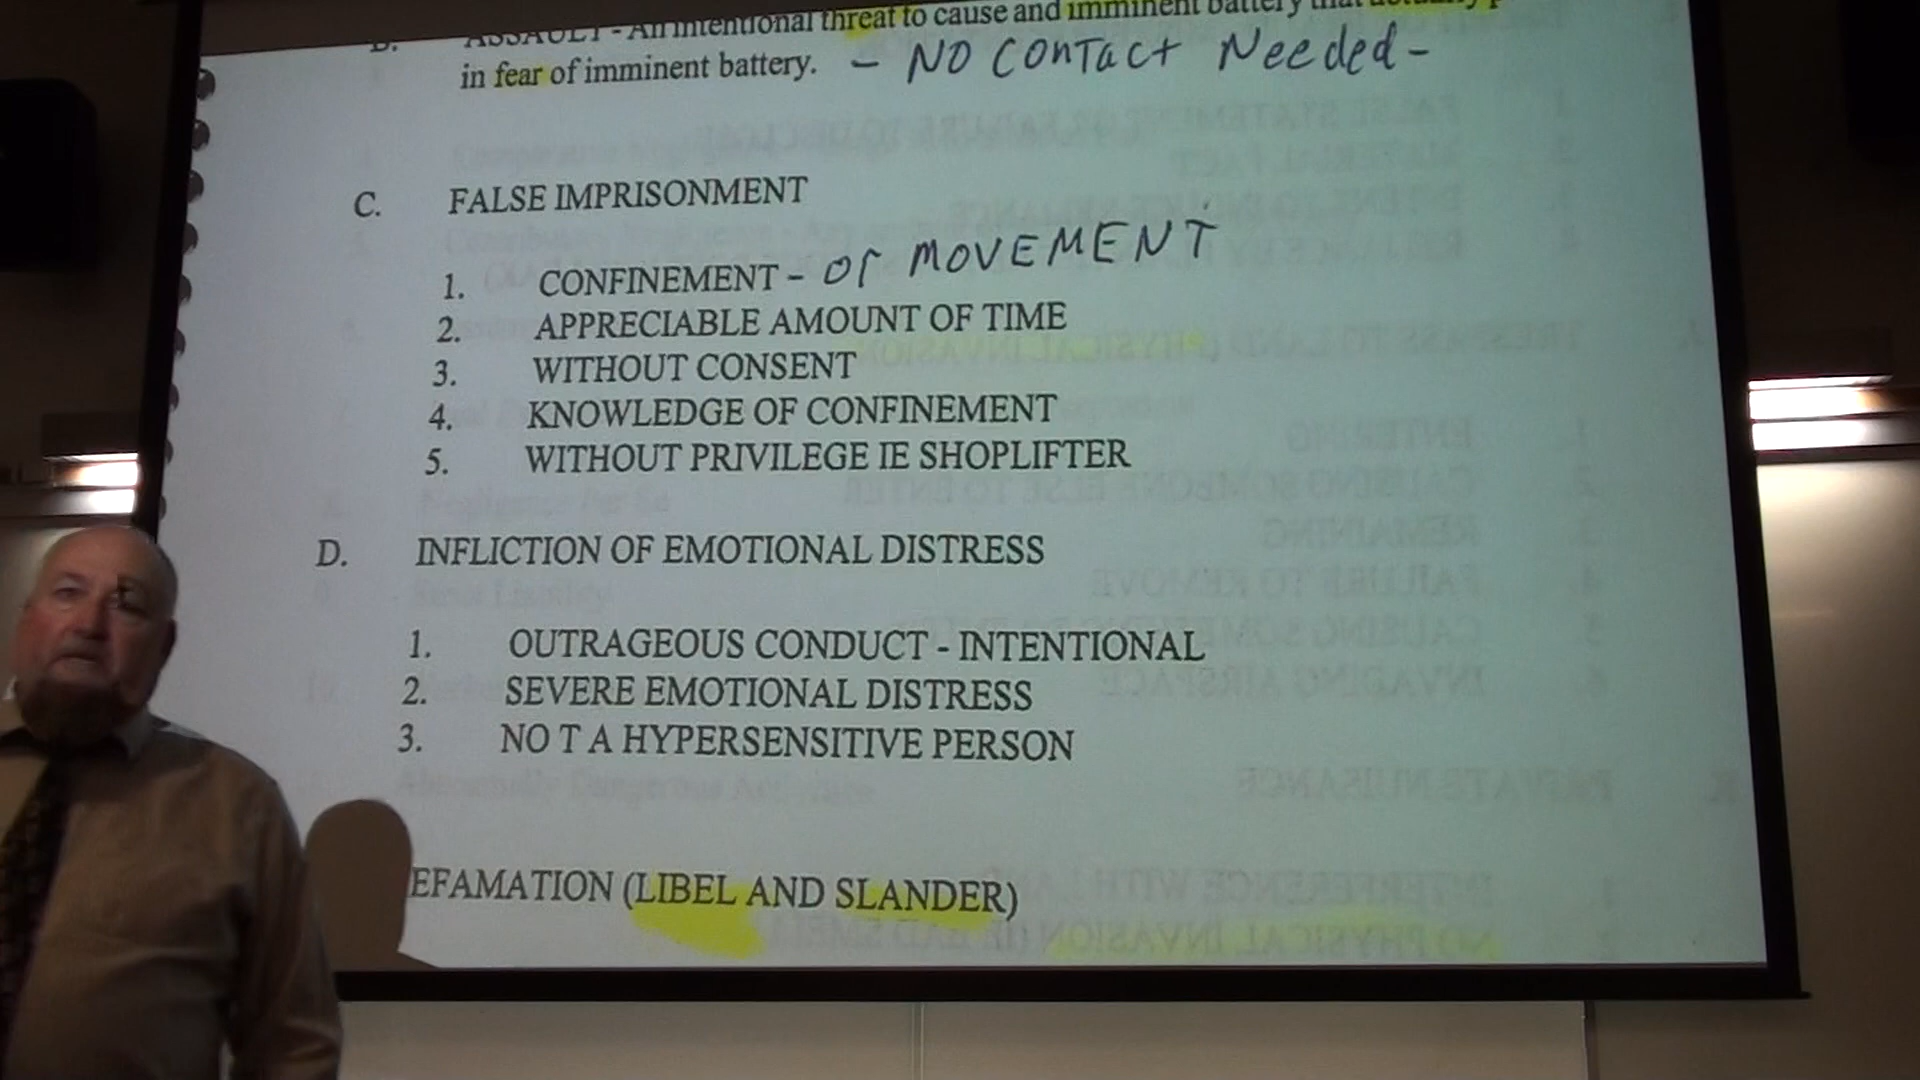 ASSAULT - An intentional threat to cause and imminent battery that actually
in fear of imminent battery. - NO CONTACT Needed -
C. FALSE IMPRISONMENT
1. CONFINEMENT - or MOVEMENT
2. APPRECIABLE AMOUNT OF TIME
3. WITHOUT CONSENT
4. KNOWLEDGE OF CONFINEMENT
5. WITHOUT PRIVILEGE IE SHOPLIFTER
D. INFLICTION OF EMOTIONAL DISTRESS
1. OUTRAGEOUS CONDUCT - INTENTIONAL
2. SEVERE EMOTIONAL DISTRESS
3. NO T A HYPERSENSITIVE PERSON
EFAMATION (LIBEL AND SLANDER)